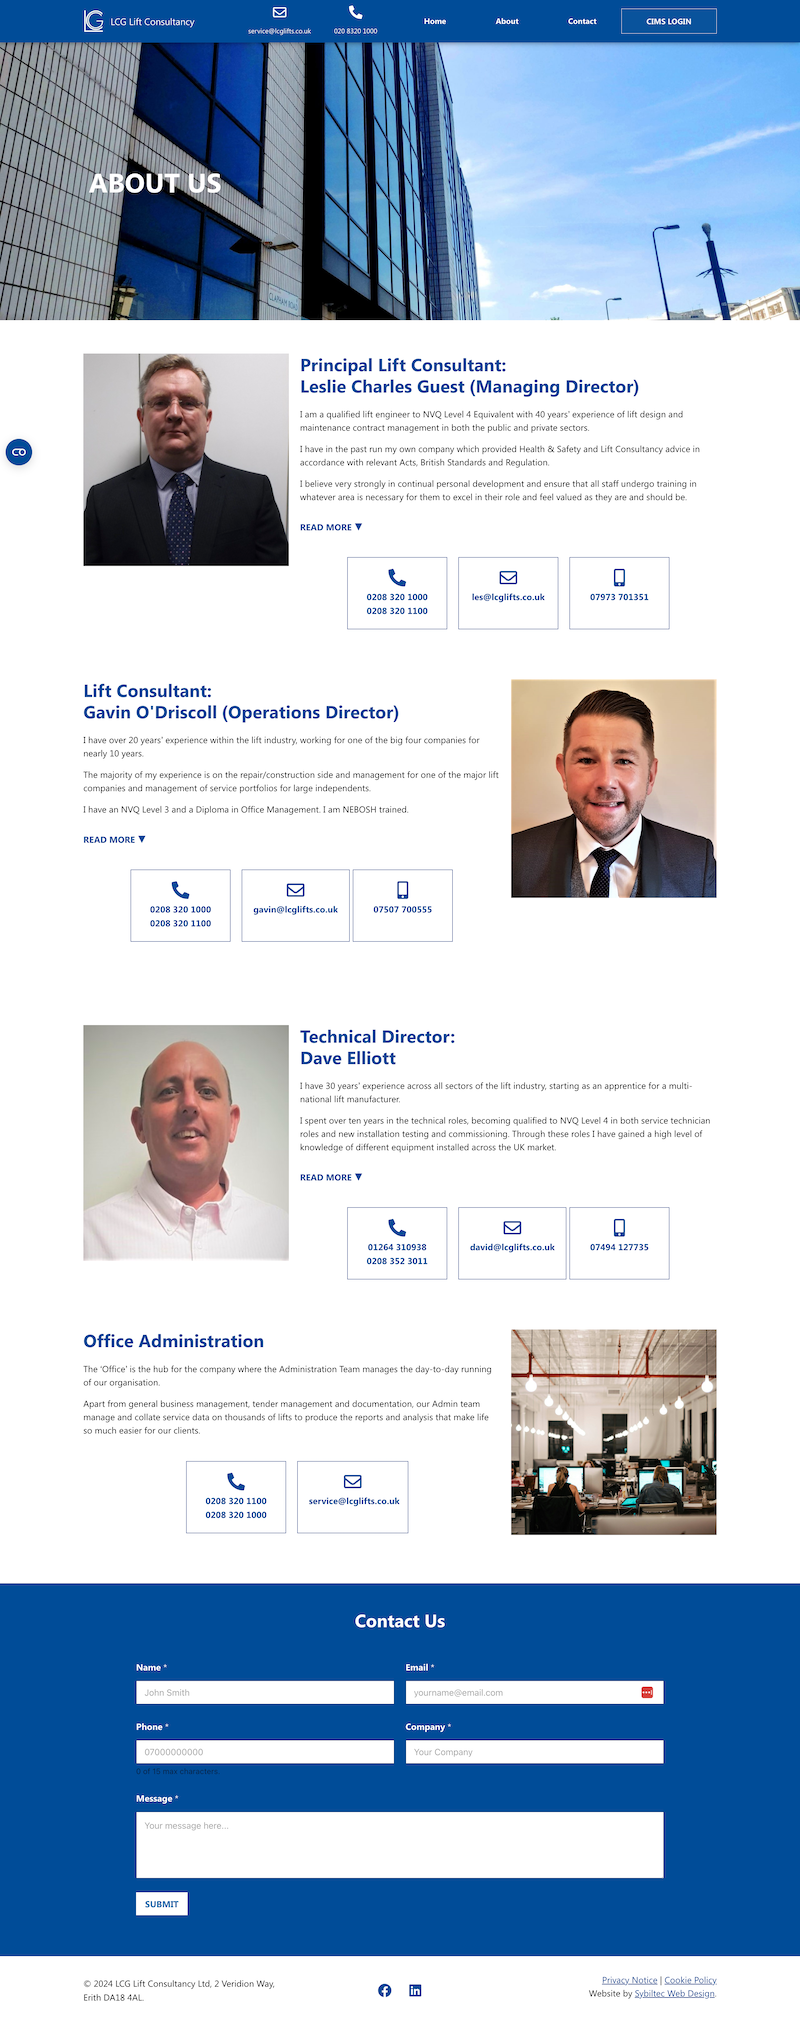 LCG Lift Consultancy
service@lcglifts.co.uk
020 8320 1000
Home
About
Contact
CIMS LOGIN
ABOUT US
CLAPHAM ROAD
Principal Lift Consultant:
Leslie Charles Guest (Managing Director)
I am a qualified lift engineer to NVQ Level 4 Equivalent with 40 years' experience of lift design and
maintenance contract management in both the public and private sectors.
I have in the past run my own company which provided Health & Safety and Lift Consultancy advice in
accordance with relevant Acts, British Standards and Regulation.
I believe very strongly in continual personal development and ensure that all staff undergo training in
whatever area is necessary for them to excel in their role and feel valued as they are and should be.
READ MORE ▼
0208 320 1000
0208 320 1100
les@lcglifts.co.uk
07973 701351
Lift Consultant:
Gavin O'Driscoll (Operations Director)
I have over 20 years' experience within the lift industry, working for one of the big four companies for
nearly 10 years.
The majority of my experience is on the repair/construction side and management for one of the major lift
companies and management of service portfolios for large independents.
I have an NVQ Level 3 and a Diploma in Office Management. I am NEBOSH trained.
READ MORE ▼
0208 320 1000
0208 320 1100
gavin@lcglifts.co.uk
07507 700555
Technical Director:
Dave Elliott
I have 30 years' experience across all sectors of the lift industry, starting as an apprentice for a multi-
national lift manufacturer.
I spent over ten years in the technical roles, becoming qualified to NVQ Level 4 in both service technician
roles and new installation testing and commissioning. Through these roles I have gained a high level of
knowledge of different equipment installed across the UK market.
READ MORE ▼
01264 310938
0208 352 3011
david@lcglifts.co.uk
07494 127735
Office Administration
The 'Office' is the hub for the company where the Administration Team manages the day-to-day running
of our organisation.
Apart from general business management, tender management and documentation, our Admin team
manage and collate service data on thousands of lifts to produce the reports and analysis that make life
so much easier for our clients.
0208 320 1100
0208 320 1000
service@lcglifts.co.uk
Contact Us
Name *
Email *
John Smith
yourname@email.com
Phone *
Company *
07000000000
Your Company
0 of 15 max characters
Message *
Your message here...
SUBMIT
© 2024 LCG Lift Consultancy Ltd, 2 Veridion Way,
Erith DA18 4AL.
Privacy Notice | Cookie Policy
Website by Sybiltec Web Design.